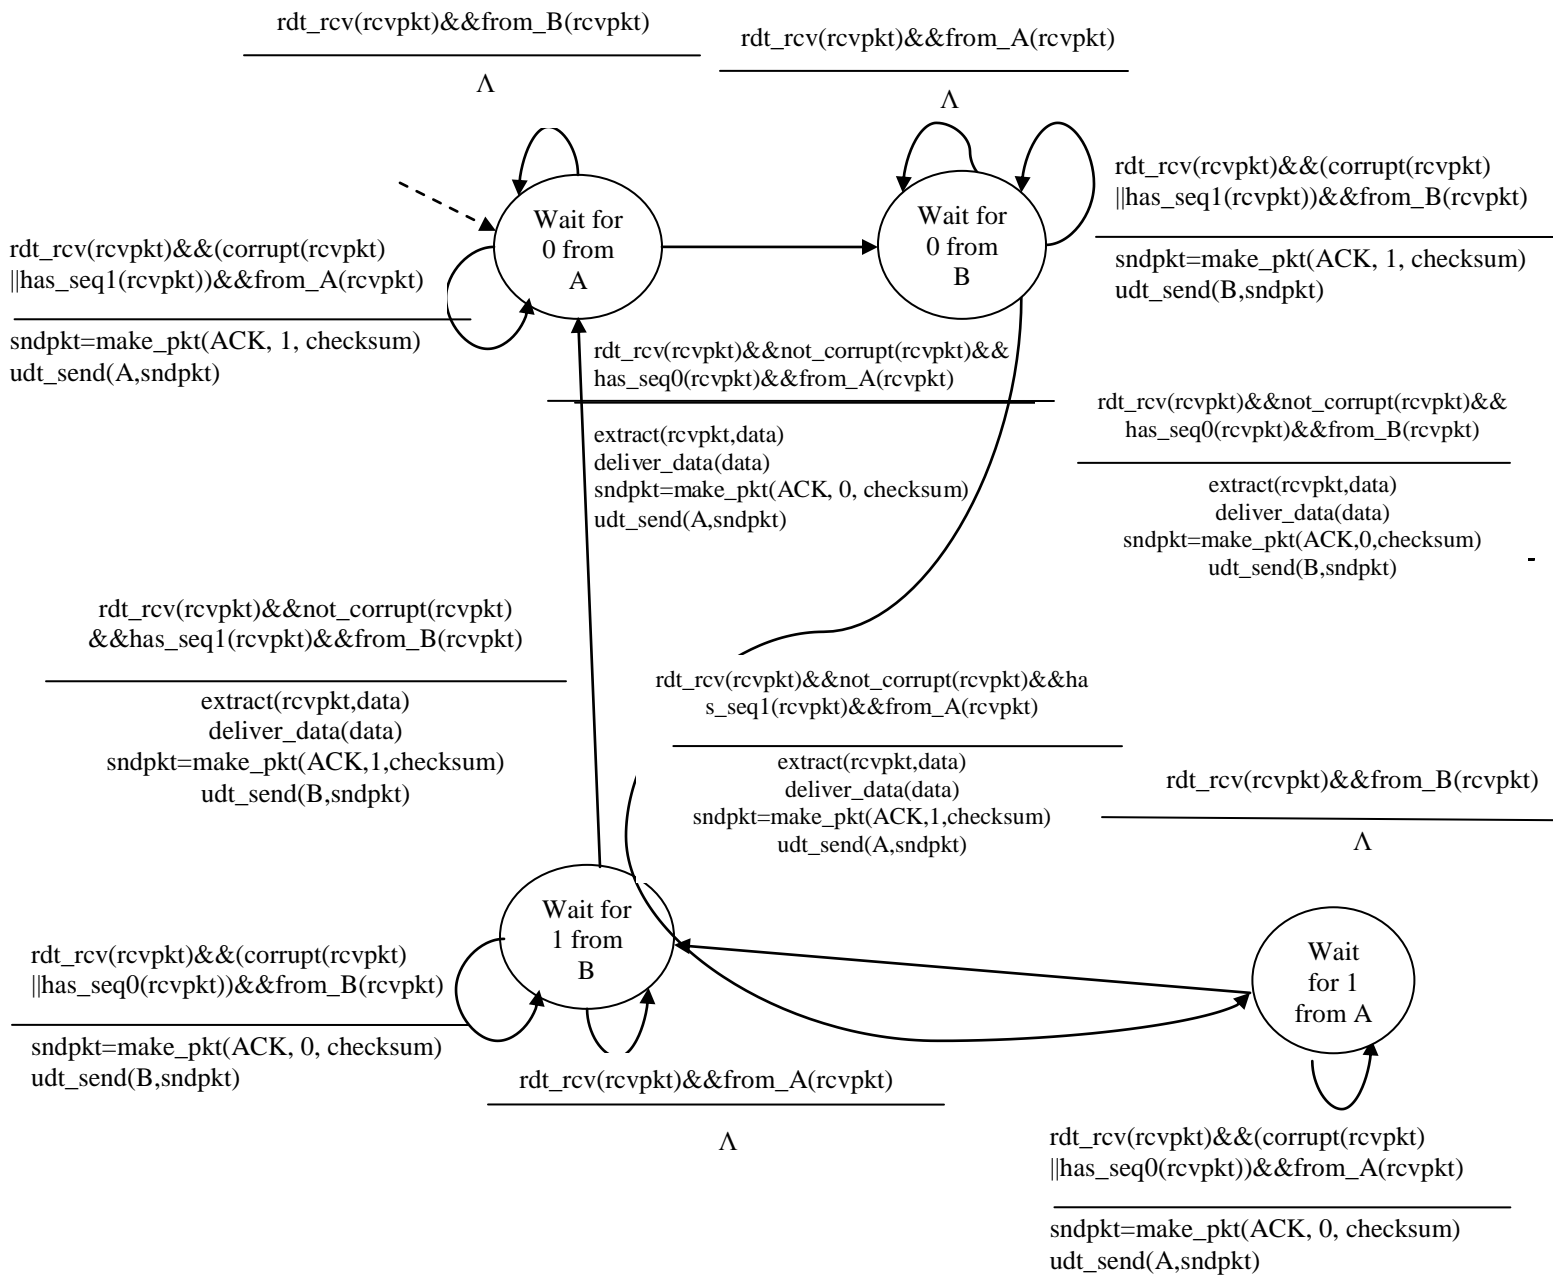 rdt_rcv(rcvpkt)&&from_B(rcvpkt)
Λ
rdt_rcv(rcvpkt)&&from_A(rcvpkt)
Λ
rdt_rcv(rcvpkt)&&(corrupt(rcvpkt)
||has_seq1(rcvpkt))&&from_B(rcvpkt)
sndpkt=make_pkt(ACK, 1, checksum)
udt_send(B,sndpkt)
Wait for
0 from
A
Wait for
0 from
B
rdt_rcv(rcvpkt)&&(corrupt(rcvpkt)
||has_seq1(rcvpkt))&&from_A(rcvpkt)
sndpkt=make_pkt(ACK, 1, checksum)
udt_send(A,sndpkt)
rdt_rcv(rcvpkt)&&not_corrupt(rcvpkt)&&
has_seq0(rcvpkt)&&from_A(rcvpkt)
extract(rcvpkt,data)
deliver_data(data)
sndpkt=make_pkt(ACK, 0, checksum)
udt_send(A,sndpkt)
rdt_rcv(rcvpkt)&&not_corrupt(rcvpkt)&&
has_seq0(rcvpkt)&&from_B(rcvpkt)
extract(rcvpkt,data)
deliver_data(data)
sndpkt=make_pkt(ACK,0,checksum)
udt_send(B,sndpkt)
-
rdt_rcv(rcvpkt)&&not_corrupt(rcvpkt)
&&has_seq1(rcvpkt)&&from_B(rcvpkt)
extract(rcvpkt,data)
deliver_data(data)
sndpkt=make_pkt(ACK,1,checksum)
udt_send(B,sndpkt)
rdt_rcv(rcvpkt)&&not_corrupt(rcvpkt)&&ha
s_seq1(rcvpkt)&&from_A(rcvpkt)
extract(rcvpkt,data)
deliver_data(data)
sndpkt=make_pkt(ACK,1,checksum)
udt_send(A,sndpkt)
rdt_rcv(rcvpkt)&&from_B(rcvpkt)
Λ
Wait for
1 from
B
Wait
for 1
from A
rdt_rcv(rcvpkt)&&(corrupt(rcvpkt)
||has_seq0(rcvpkt))&&from_B(rcvpkt)
sndpkt=make_pkt(ACK, 0, checksum)
udt_send(B,sndpkt)
rdt_rcv(rcvpkt)&&from_A(rcvpkt)
Λ
rdt_rcv(rcvpkt)&&(corrupt(rcvpkt)
||has_seq0(rcvpkt))&&from_A(rcvpkt)
sndpkt=make_pkt(ACK, 0, checksum)
udt_send(A,sndpkt)